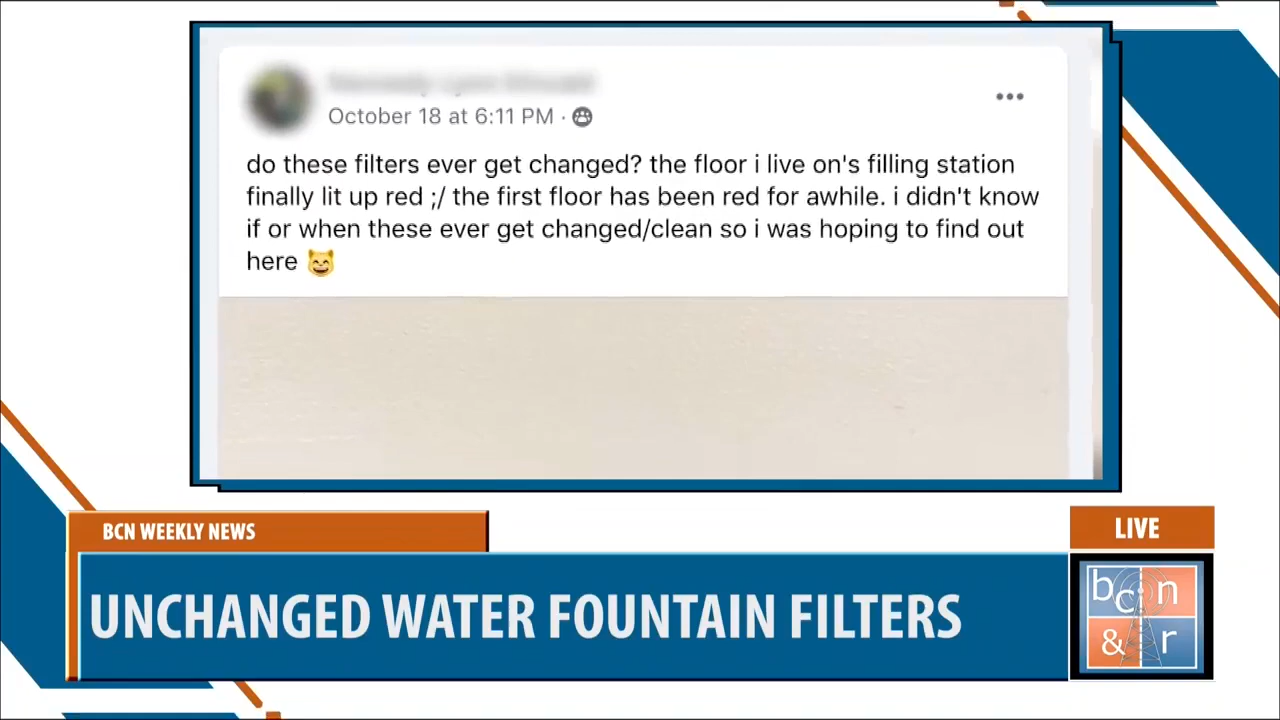 October 18 at 6:11 PM ·
do these filters ever get changed? the floor i live on's filling station
finally lit up red ;/ the first floor has been red for awhile. i didn't know
if or when these ever get changed/clean so i was hoping to find out
here 😸
BCN WEEKLY NEWS
LIVE
UNCHANGED WATER FOUNTAIN FILTERS
bcn
&r